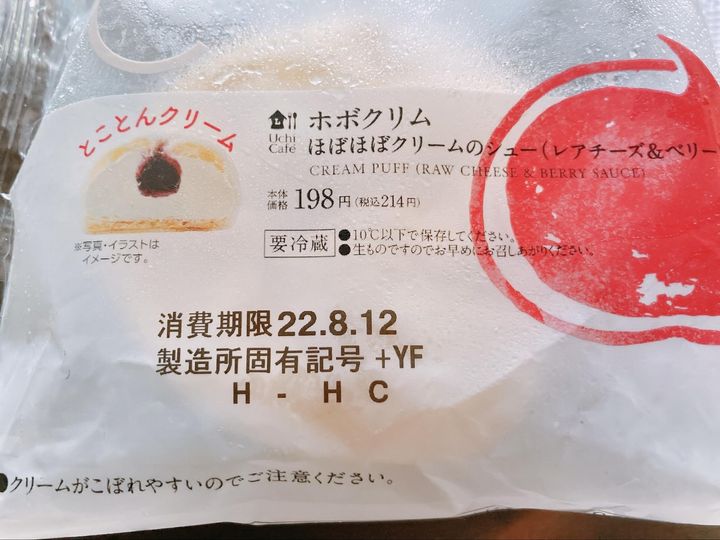 とことんクリーム
Uchi Café
ホボクリム
ほぼほぼクリームのシュー(レアチーズ&ベリー
CREAM PUFF (RAW CHEESE & BERRY SAUCE)
本体価格 198円(税込214円)
※写真・イラストは
イメージです。
要冷蔵
●10℃以下で保存してください。
●生ものですのでお早めにお召しあがりください。
消費期限22.8.12
製造所固有記号 +YF
H - H C
●クリームがこぼれやすいのでご注意ください。